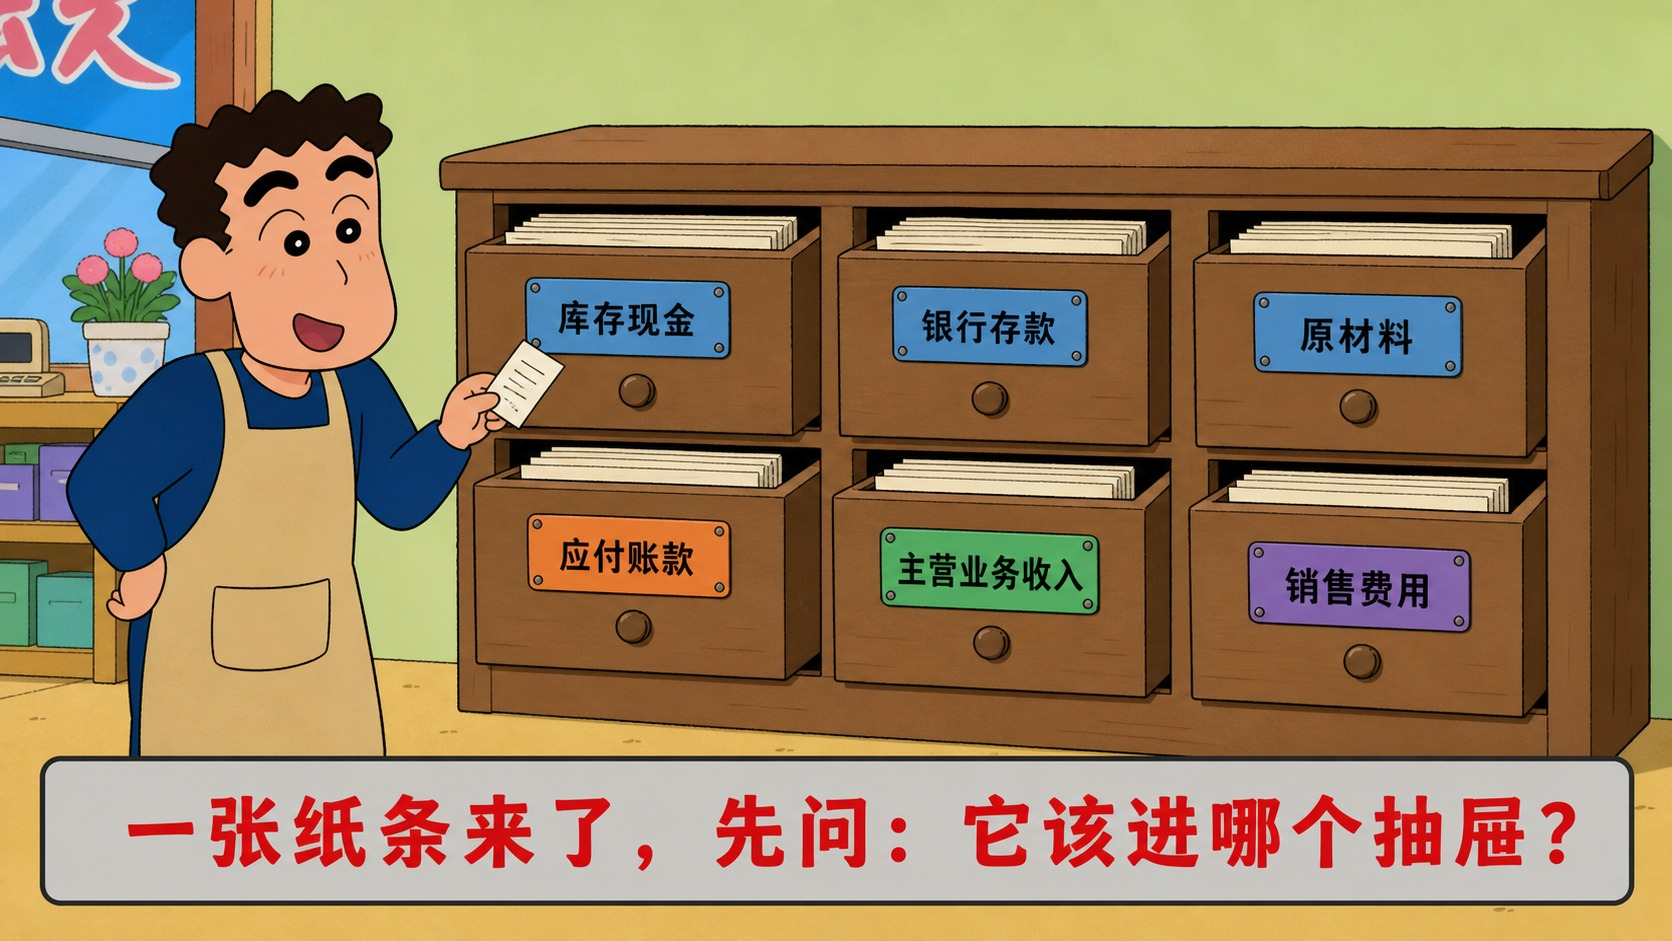 库存现金
银行存款
原材料
应付账款
主营业务收入
销售费用
一张纸条来了，先问：它该进哪个抽屉？